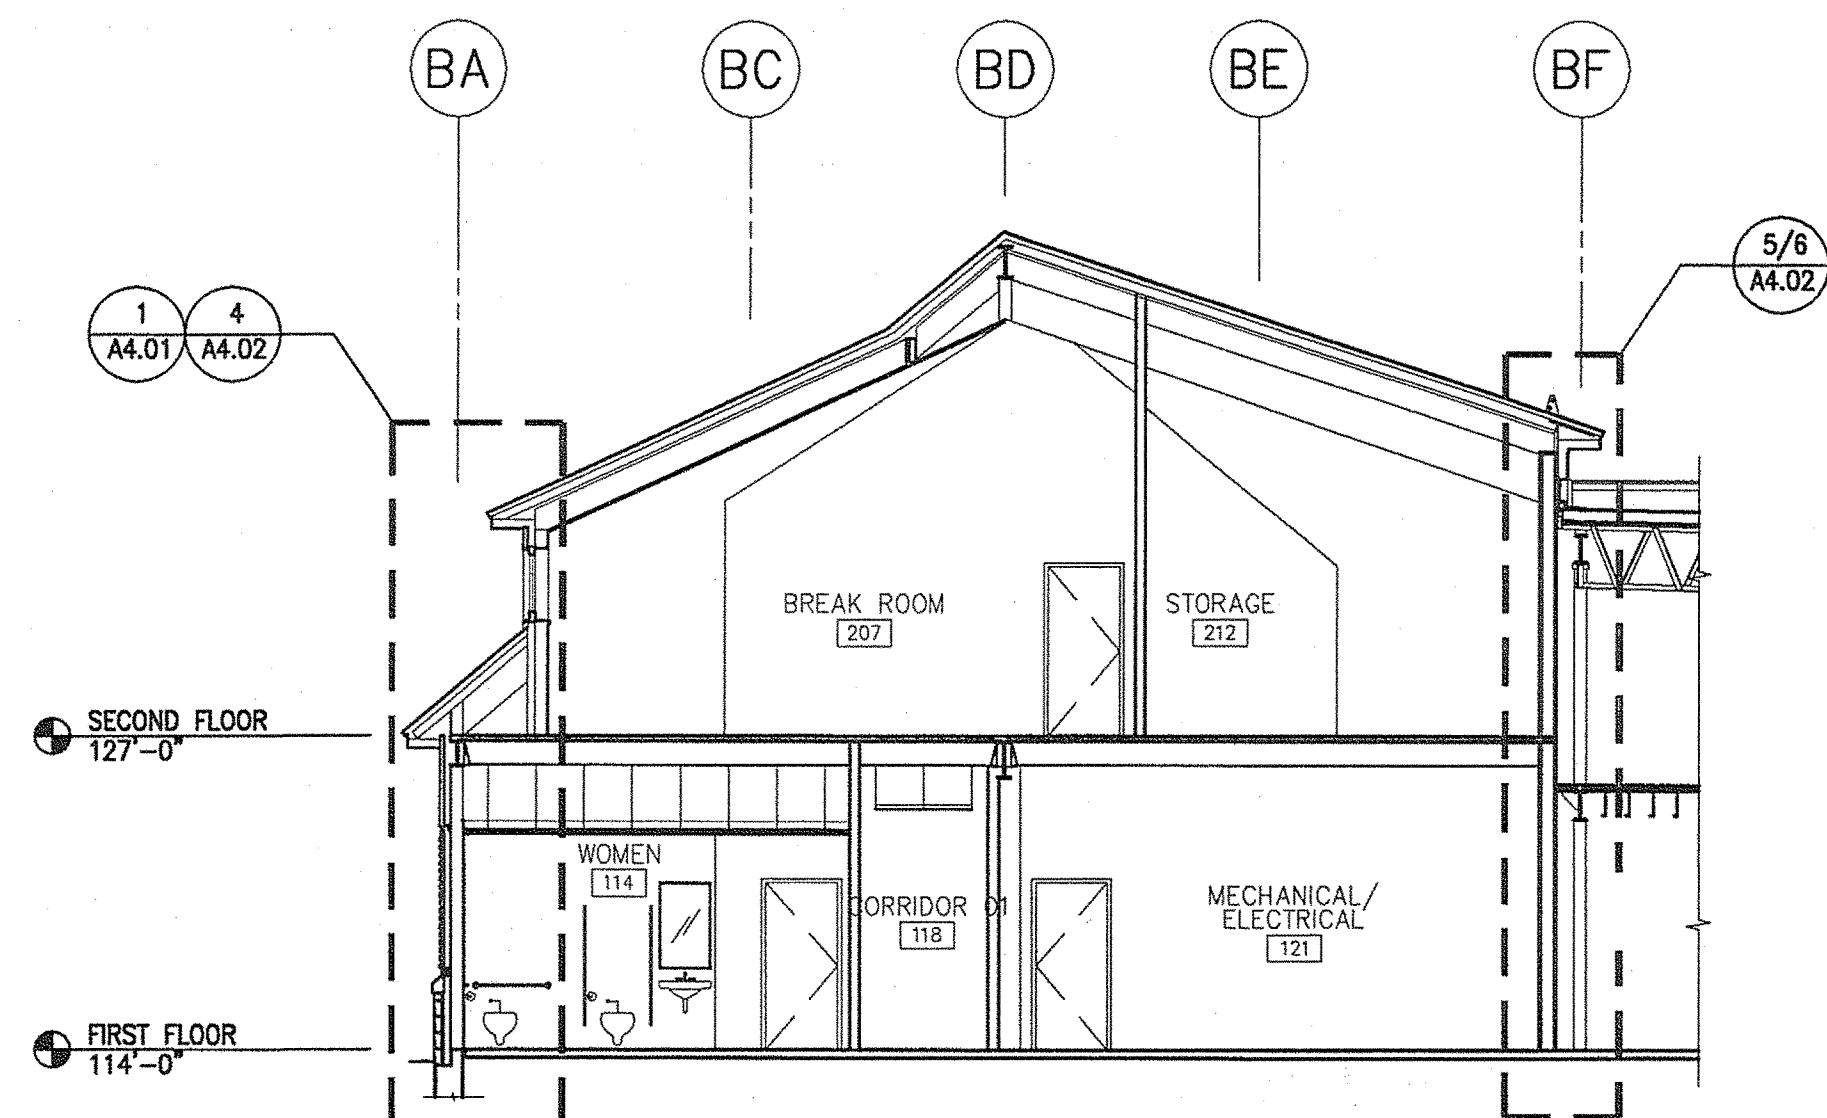 BA BC BD BE BF
5/6
A4.02
1 4
A4.01 A4.02
BREAK ROOM
207
STORAGE
212
SECOND FLOOR
127'-0"
WOMEN
114
CORRIDOR 01
118
MECHANICAL/
ELECTRICAL
121
FIRST FLOOR
114'-0"